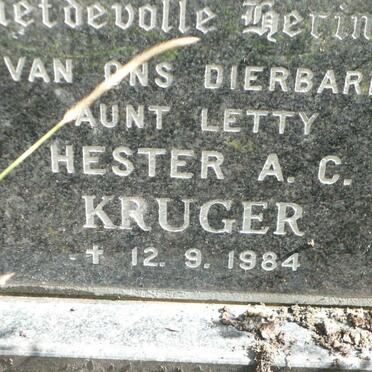 VAN ONS DIERBARE
AUNT LETTY
HESTER A. C.
KRUGER
✝ 12. 9. 1984